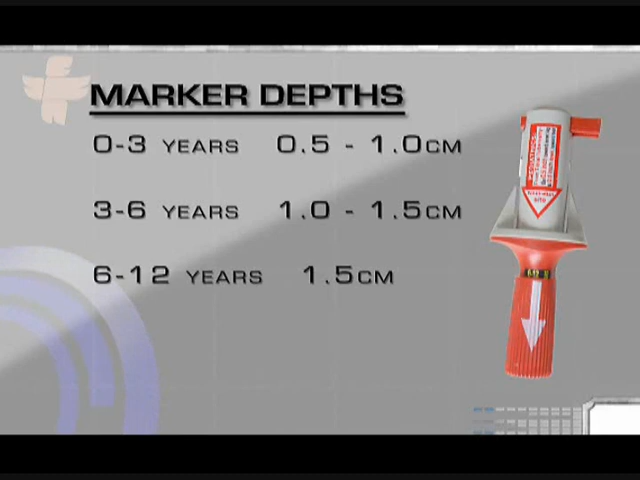 MARKER DEPTHS
0-3 YEARS 0.5 - 1.0CM
3-6 YEARS 1.0 - 1.5CM
6-12 YEARS 1.5CM